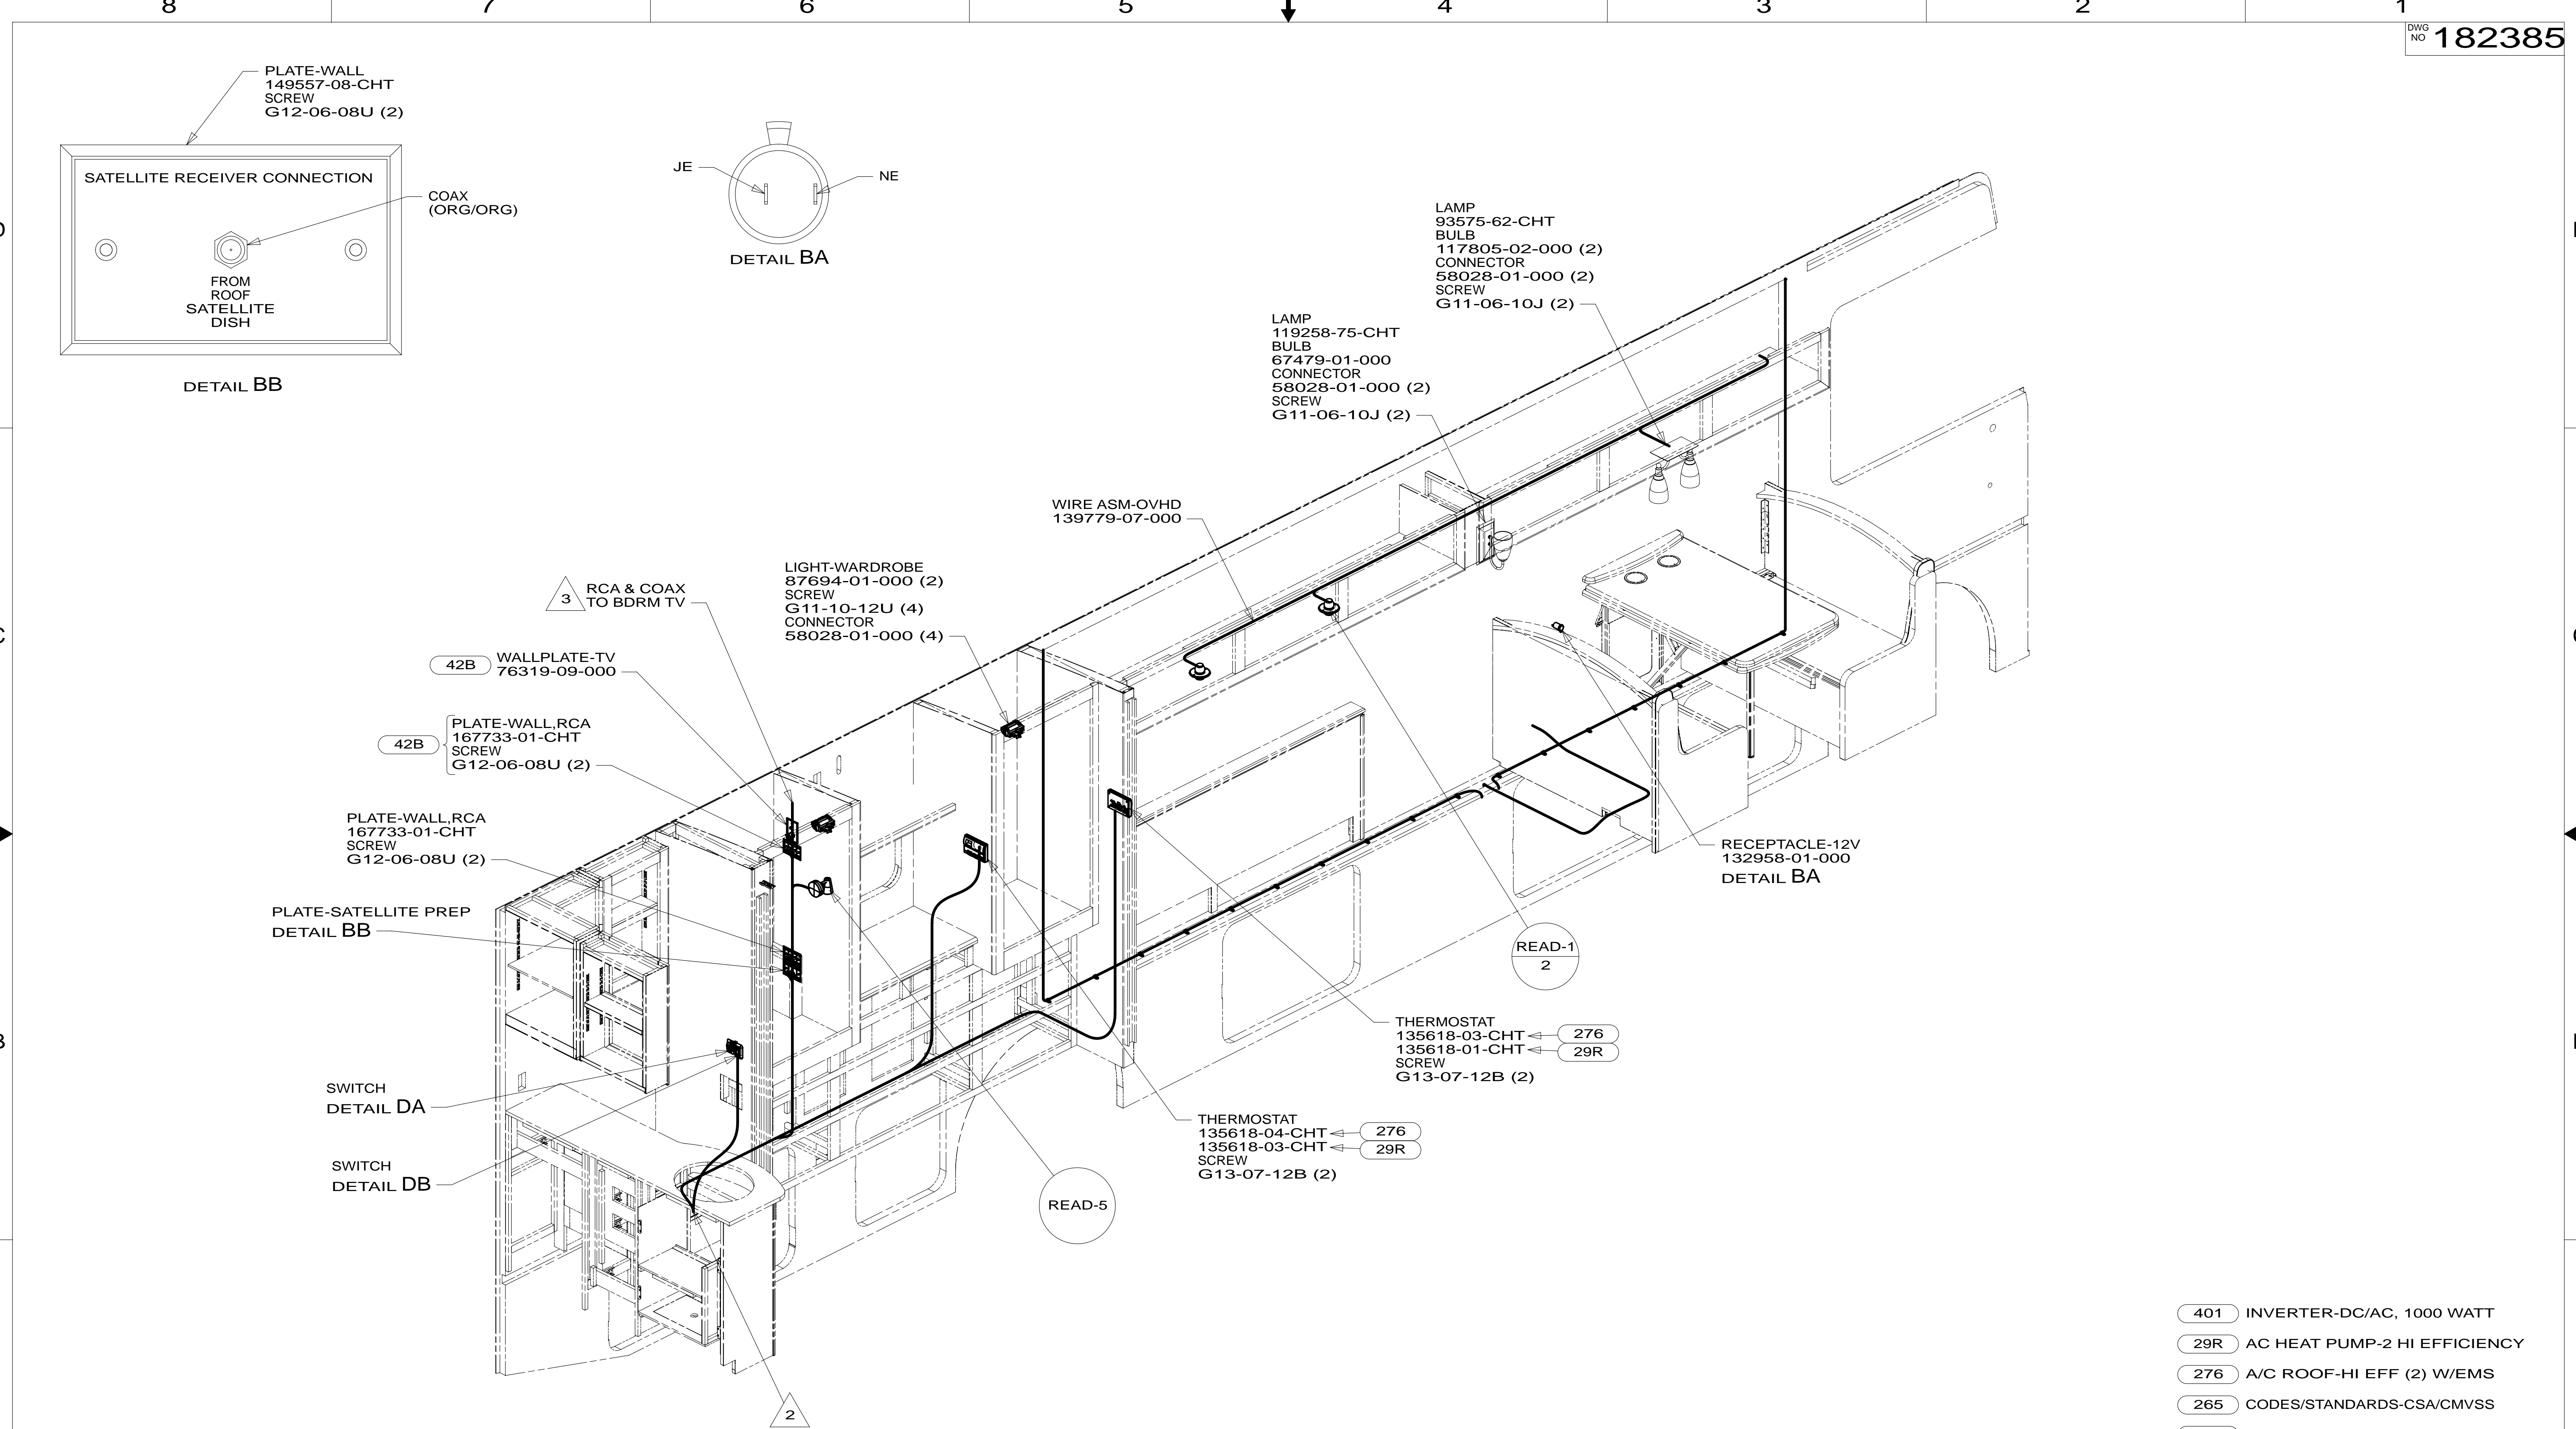 8 7 6 5 4 3 2 1
DWG
NO 182385
PLATE-WALL
149557-08-CHT
SCREW
G12-06-08U (2)
SATELLITE RECEIVER CONNECTION
COAX
(ORG/ORG)
FROM
ROOF
SATELLITE
DISH
DETAIL BB
JE
NE
DETAIL BA
LAMP
93575-62-CHT
BULB
117805-02-000 (2)
CONNECTOR
58028-01-000 (2)
SCREW
G11-06-10J (2)
LAMP
119258-75-CHT
BULB
67479-01-000
CONNECTOR
58028-01-000 (2)
SCREW
G11-06-10J (2)
WIRE ASM-OVHD
139779-07-000
LIGHT-WARDROBE
87694-01-000 (2)
SCREW
G11-10-12U (4)
CONNECTOR
58028-01-000 (4)
3 RCA & COAX
TO BDRM TV
42B WALLPLATE-TV
76319-09-000
42B PLATE-WALL,RCA
167733-01-CHT
SCREW
G12-06-08U (2)
PLATE-WALL,RCA
167733-01-CHT
SCREW
G12-06-08U (2)
PLATE-SATELLITE PREP
DETAIL BB
SWITCH
DETAIL DA
SWITCH
DETAIL DB
RECEPTACLE-12V
132958-01-000
DETAIL BA
READ-1
2
THERMOSTAT
135618-03-CHT 276
135618-01-CHT 29R
SCREW
G13-07-12B (2)
THERMOSTAT
135618-04-CHT 276
135618-03-CHT 29R
SCREW
G13-07-12B (2)
READ-5
2
401 INVERTER-DC/AC, 1000 WATT
29R AC HEAT PUMP-2 HI EFFICIENCY
276 A/C ROOF-HI EFF (2) W/EMS
265 CODES/STANDARDS-CSA/CMVSS